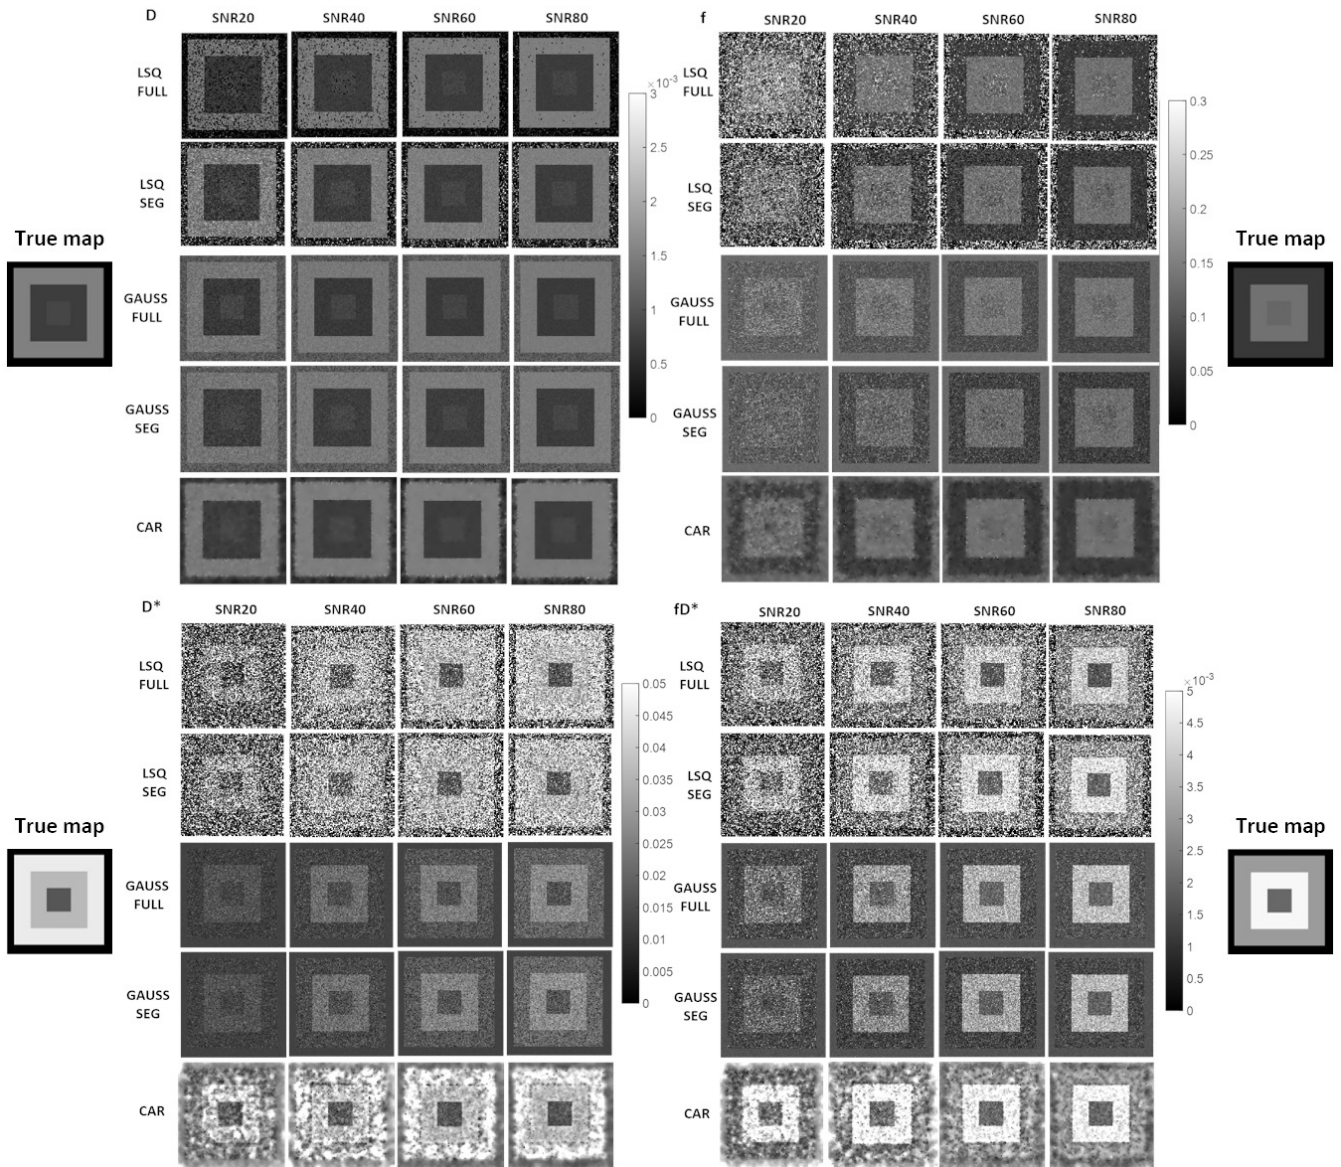 D SNR20 SNR40 SNR60 SNR80
LSQ
FULL
LSQ
SEG
GAUSS
FULL
GAUSS
SEG
CAR
×10-3
3
2.5
2
1.5
1
0.5
0
True map
f SNR20 SNR40 SNR60 SNR80
LSQ
FULL
LSQ
SEG
GAUSS
FULL
GAUSS
SEG
CAR
0.3
0.25
0.2
0.15
0.1
0.05
0
True map
D* SNR20 SNR40 SNR60 SNR80
LSQ
FULL
LSQ
SEG
GAUSS
FULL
GAUSS
SEG
CAR
0.05
0.045
0.04
0.035
0.03
0.025
0.02
0.015
0.01
0.005
0
True map
fD* SNR20 SNR40 SNR60 SNR80
LSQ
FULL
LSQ
SEG
GAUSS
FULL
GAUSS
SEG
CAR
×10-3
5
4.5
4
3.5
3
2.5
2
1.5
1
0.5
0
True map